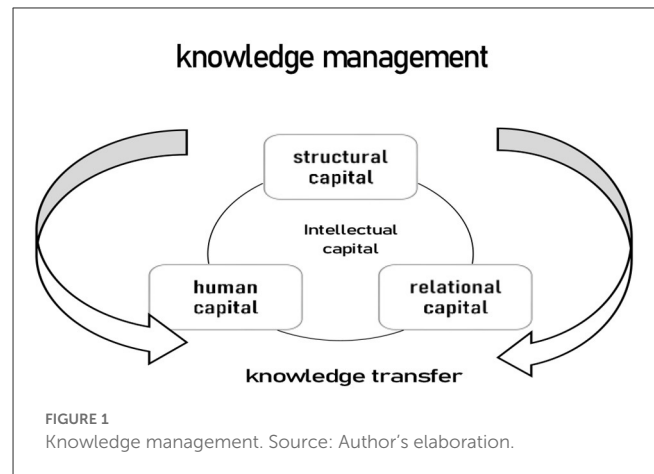 knowledge management
structural
capital
Intellectual
capital
human
capital
relational
capital
knowledge transfer
FIGURE 1
Knowledge management. Source: Author's elaboration.